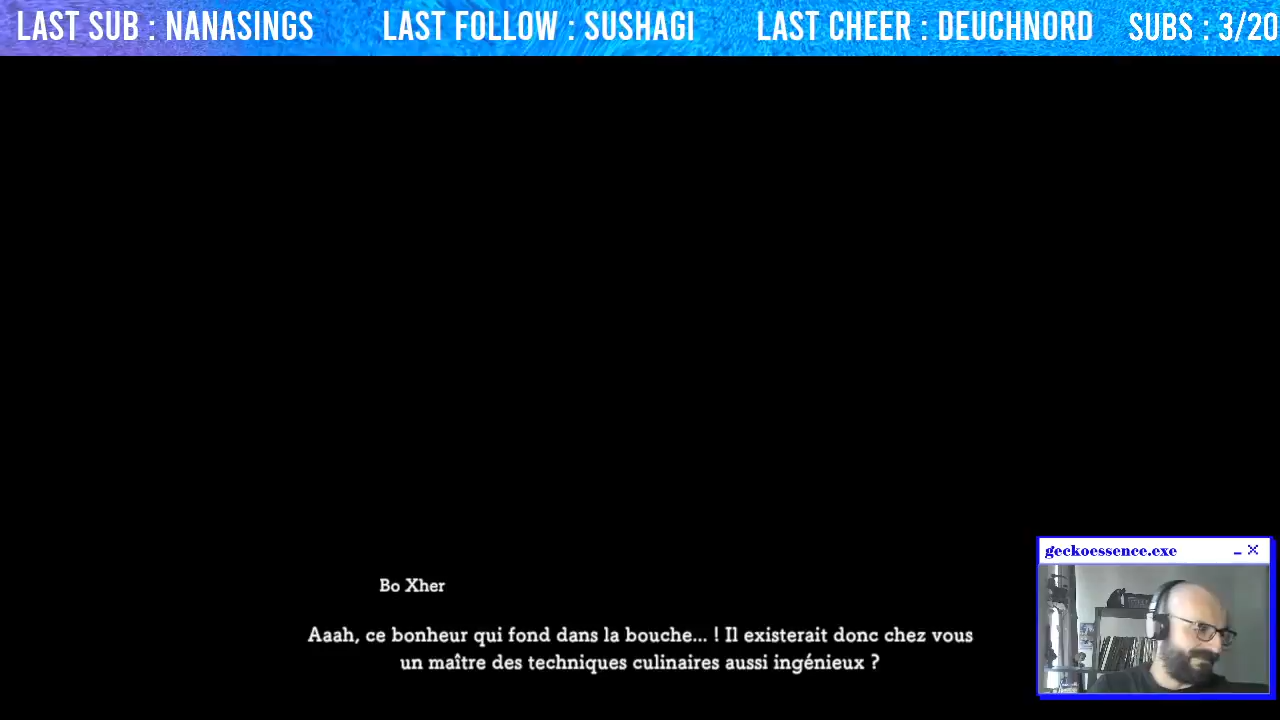 LAST SUB : NANASINGS LAST FOLLOW : SUSHAGI LAST CHEER : DEUCHNORD SUBS : 3/20
geckoessence.exe
Bo Xher
Aaah, ce bonheur qui fond dans la bouche... ! Il existerait donc chez vous
un maître des techniques culinaires aussi ingénieux ?